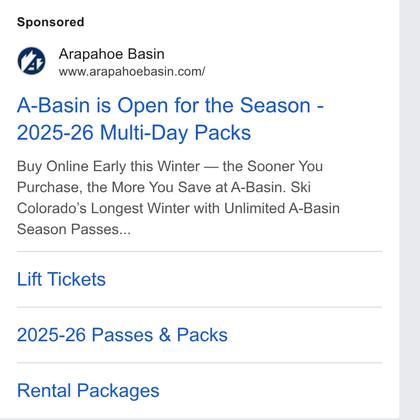 Sponsored
Arapahoe Basin
www.arapahoebasin.com/
A-Basin is Open for the Season -
2025-26 Multi-Day Packs
Buy Online Early this Winter — the Sooner You
Purchase, the More You Save at A-Basin. Ski
Colorado’s Longest Winter with Unlimited A-Basin
Season Passes...
Lift Tickets
2025-26 Passes & Packs
Rental Packages